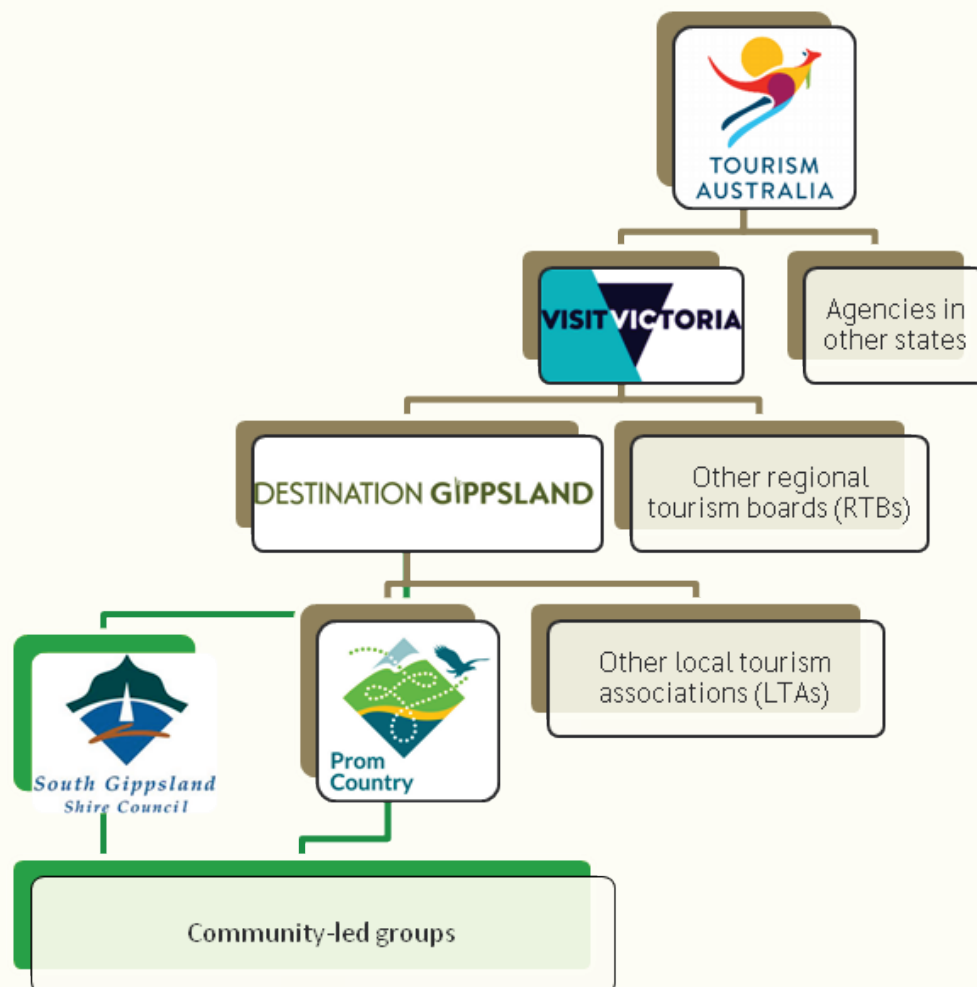 TOURISM
AUSTRALIA
VISIT VICTORIA
Agencies in
other states
DESTINATION GIPPSLAND
Other regional
tourism boards (RTBs)
South Gippsland
Shire Council
Prom
Country
Other local tourism
associations (LTAs)
Community-led groups